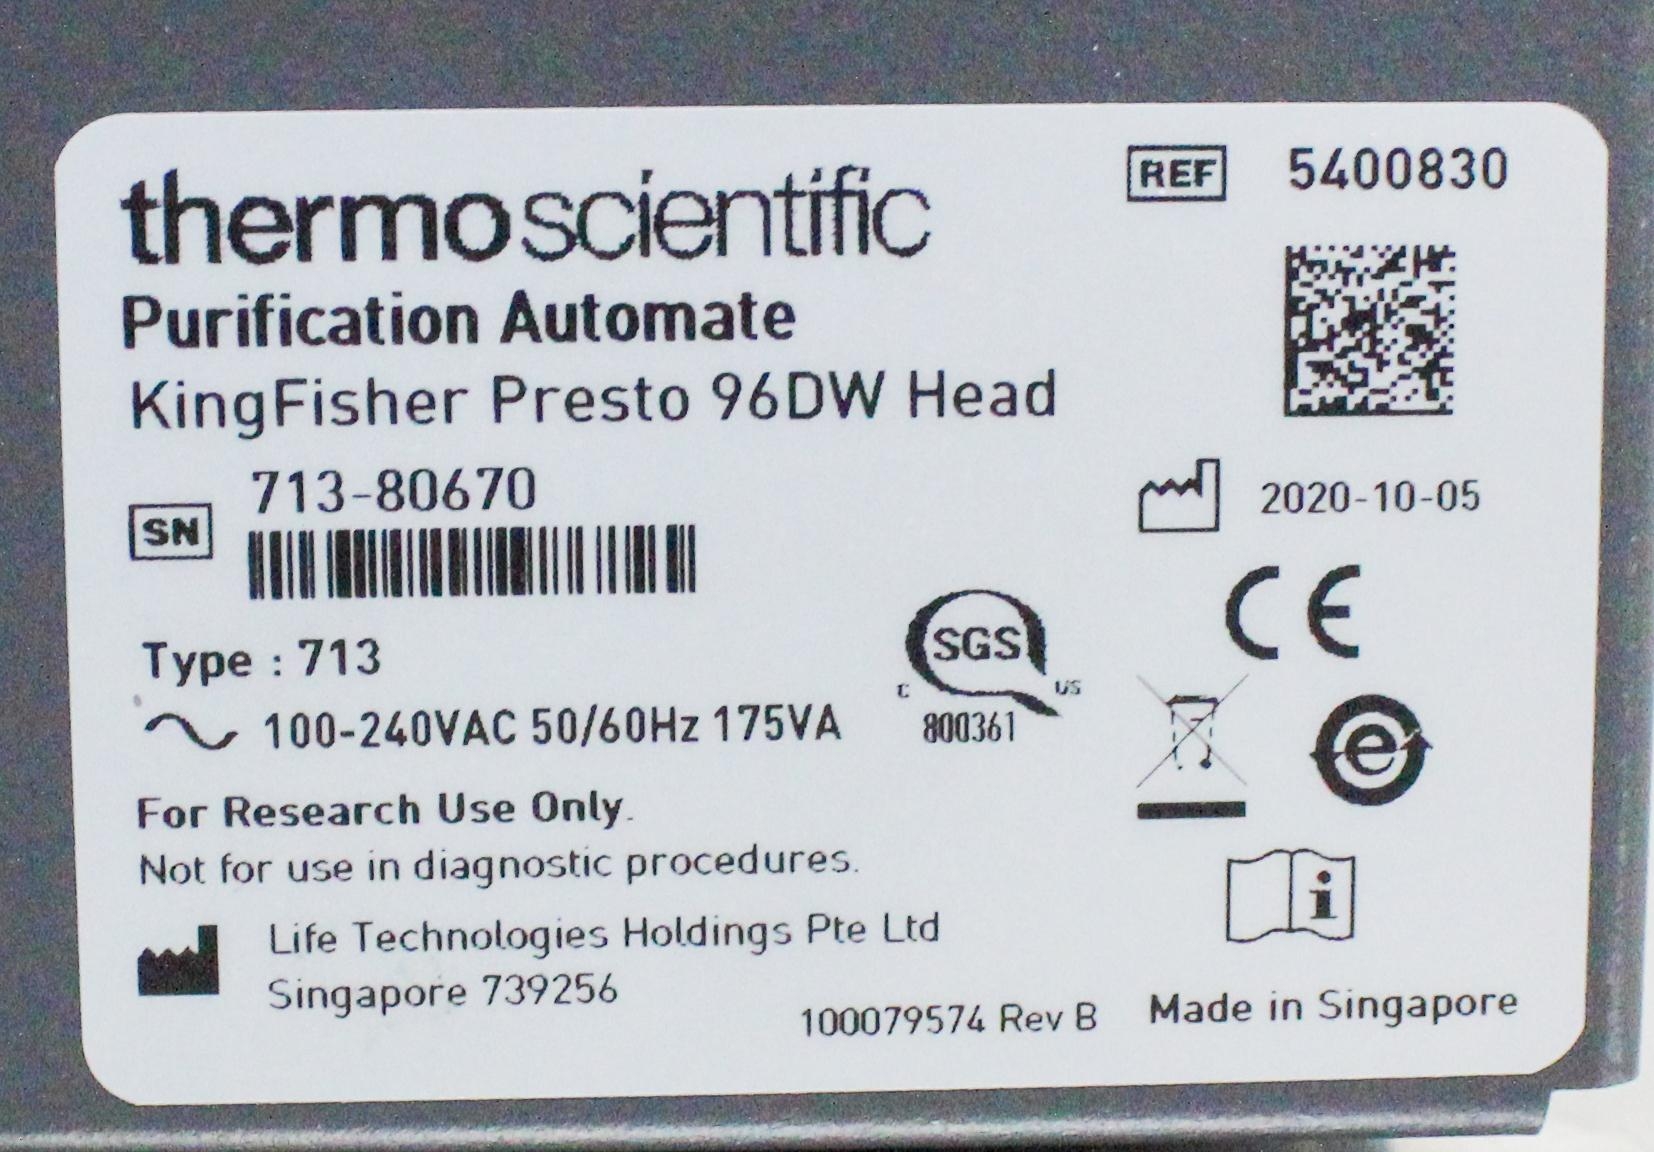 thermo scientific
REF 5400830
Purification Automate
KingFisher Presto 96DW Head
SN 713-80670
2020-10-05
CE
Type : 713
SGS
C US
800361
100-240VAC 50/60Hz 175VA
e
For Research Use Only.
Not for use in diagnostic procedures.
i
Life Technologies Holdings Pte Ltd
Singapore 739256
100079574 Rev B
Made in Singapore